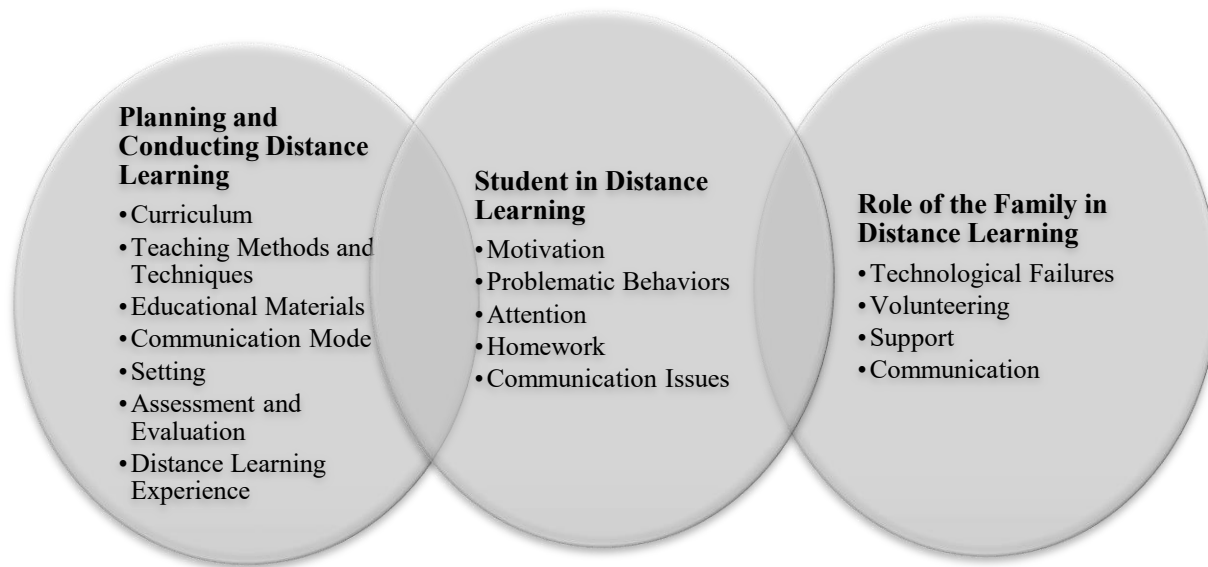 Planning and
Conducting Distance
Learning
•Curriculum
•Teaching Methods and
Techniques
•Educational Materials
•Communication Mode
•Setting
•Assessment and
Evaluation
•Distance Learning
Experience
Student in Distance
Learning
•Motivation
•Problematic Behaviors
•Attention
•Homework
•Communication Issues
Role of the Family in
Distance Learning
•Technological Failures
•Volunteering
•Support
•Communication